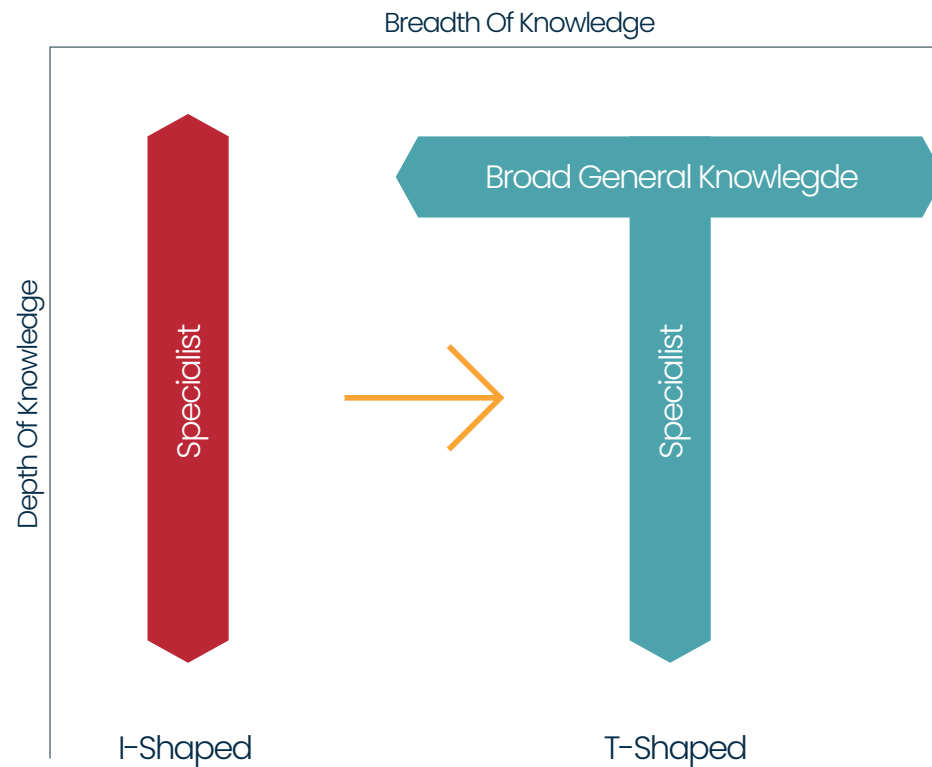 Breadth Of Knowledge
Depth Of Knowledge
Specialist
Broad General Knowlegde
Specialist
I-Shaped
T-Shaped